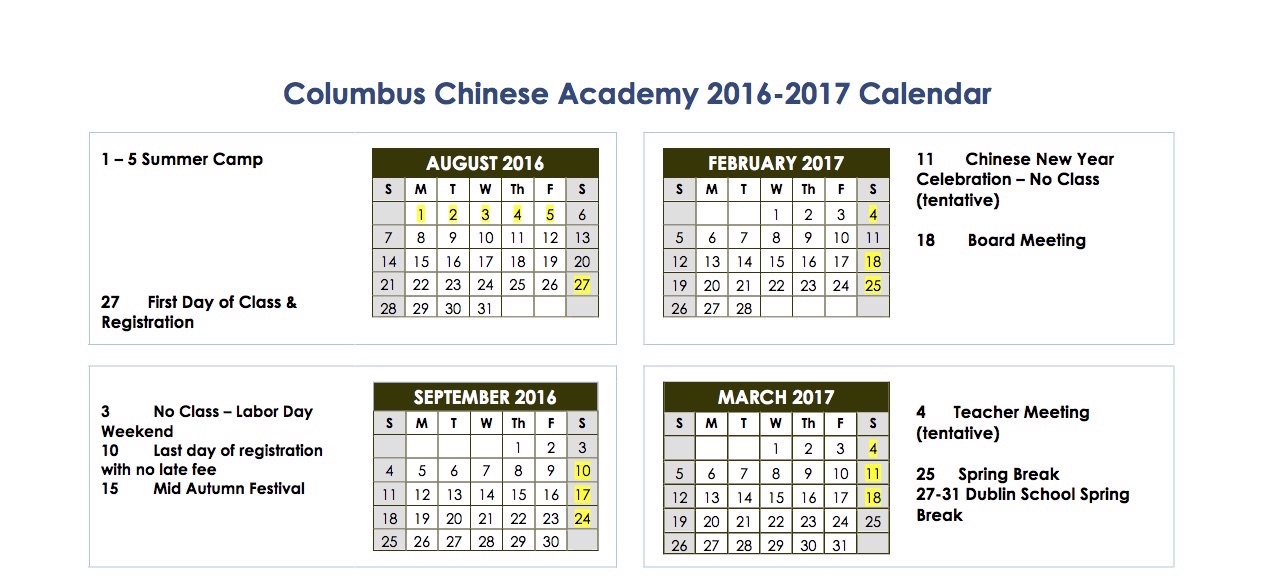 Columbus Chinese Academy 2016-2017 Calendar
1 – 5 Summer Camp
27 First Day of Class &
Registration
AUGUST 2016
S M T W Th F S
1 2 3 4 5 6
7 8 9 10 11 12 13
14 15 16 17 18 19 20
21 22 23 24 25 26 27
28 29 30 31
FEBRUARY 2017
S M T W Th F S
1 2 3 4
5 6 7 8 9 10 11
12 13 14 15 16 17 18
19 20 21 22 23 24 25
26 27 28
11 Chinese New Year
Celebration – No Class
(tentative)
18 Board Meeting
3 No Class – Labor Day
Weekend
10 Last day of registration
with no late fee
15 Mid Autumn Festival
SEPTEMBER 2016
S M T W Th F S
1 2 3
4 5 6 7 8 9 10
11 12 13 14 15 16 17
18 19 20 21 22 23 24
25 26 27 28 29 30
MARCH 2017
S M T W Th F S
1 2 3 4
5 6 7 8 9 10 11
12 13 14 15 16 17 18
19 20 21 22 23 24 25
26 27 28 29 30 31
4 Teacher Meeting
(tentative)
25 Spring Break
27-31 Dublin School Spring
Break